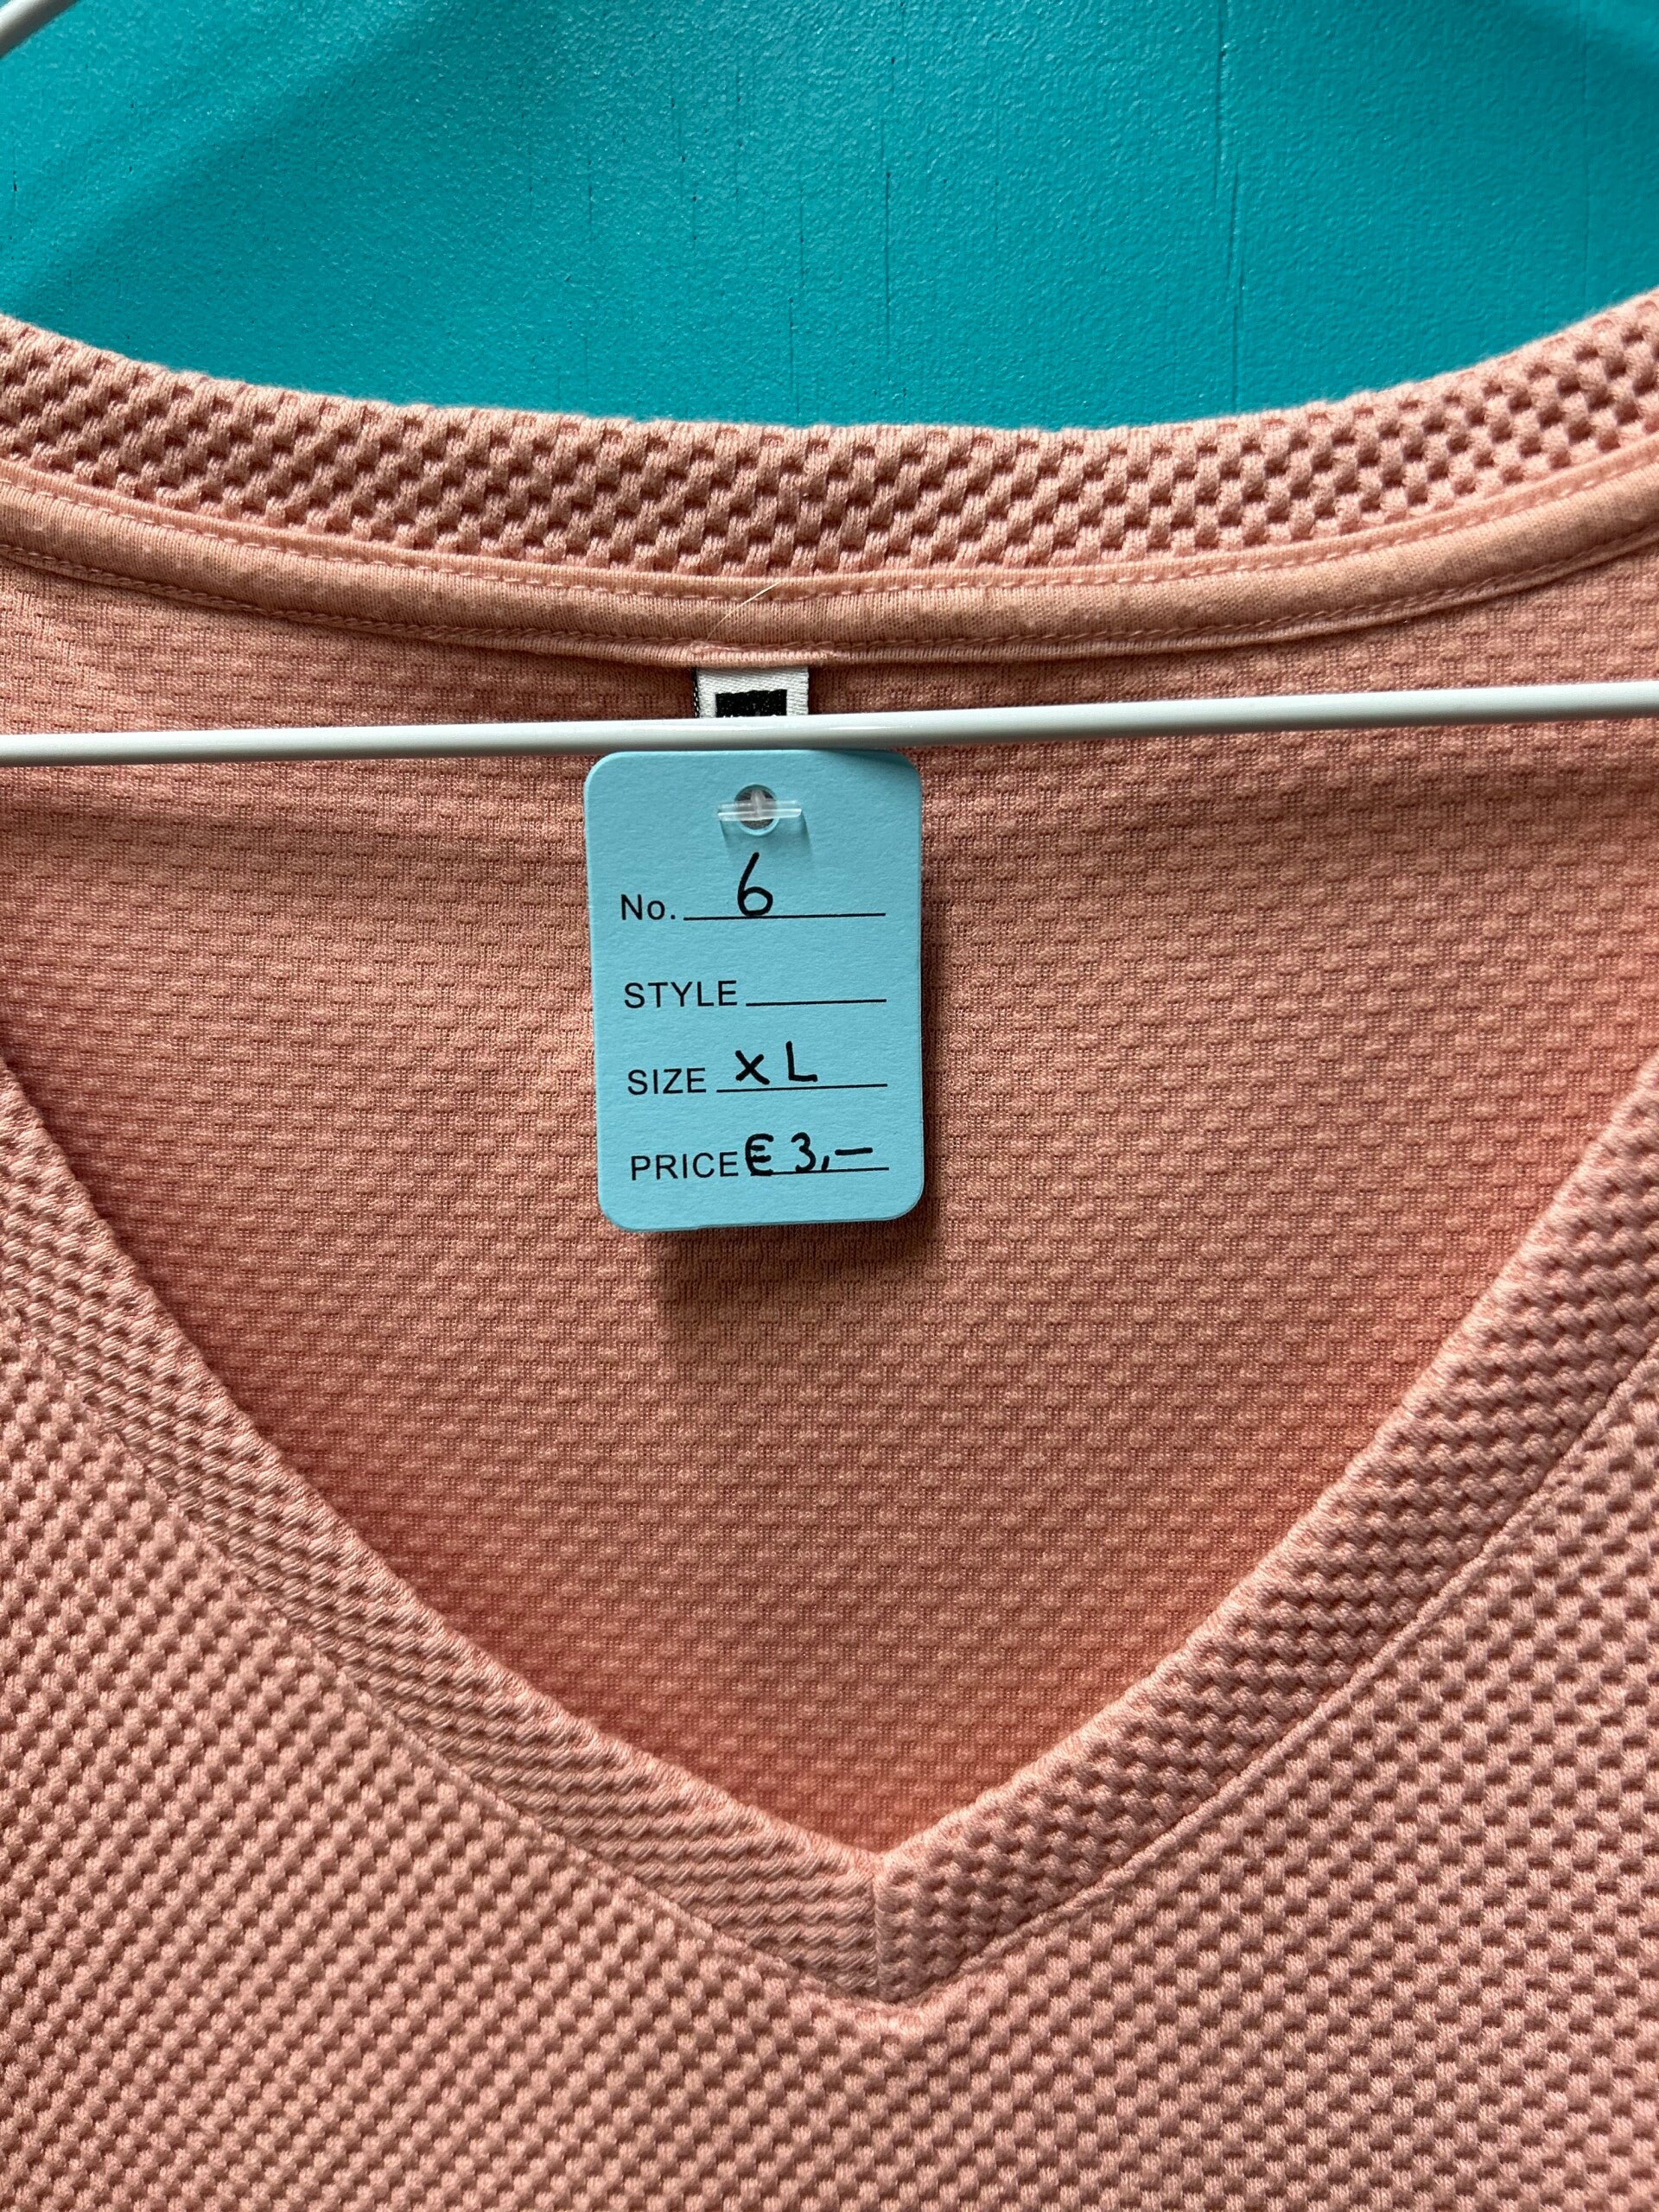 No. 6
STYLE
SIZE XL
PRICE € 3,-